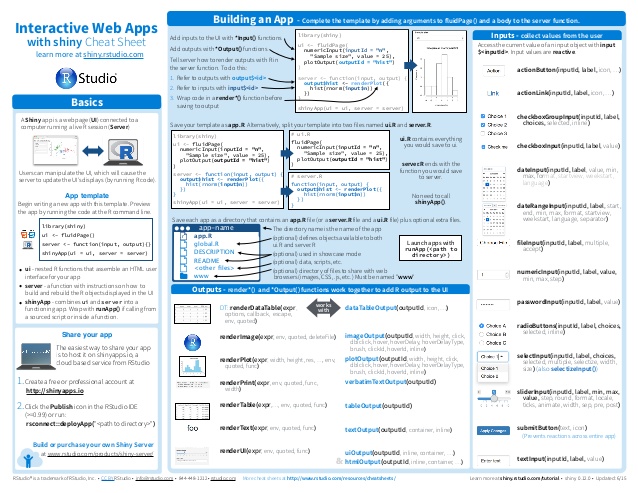 Interactive Web Apps
with shiny Cheat Sheet
learn more at shiny.rstudio.com
R Studio
Basics
A Shiny app is a web page (UI) connected to a
computer running a live R session (Server)
Users can manipulate the UI, which will cause the
server to update the UI's displays (by running R code).
App template
Begin writing a new app with this template. Preview
the app by running the code at the R command line.
library(shiny)
ui <- fluidPage()
server <- function(input, output){}
shinyApp(ui = ui, server = server)
• ui - nested R functions that assemble an HTML user
interface for your app
• server - a function with instructions on how to
build and rebuild the R objects displayed in the UI
• shinyApp - combines ui and server into a
functioning app. Wrap with runApp() if calling from
a sourced script or inside a function.
Share your app
The easiest way to share your app
is to host it on shinyapps.io, a
cloud based service from RStudio
1. Create a free or professional account at
http://shinyapps.io
2. Click the Publish icon in the RStudio IDE
(>=0.99) or run:
rsconnect::deployApp("<path to directory>")
Build or purchase your own Shiny Server
at www.rstudio.com/products/shiny-server/
Building an App - Complete the template by adding arguments to fluidPage() and a body to the server function.
Add inputs to the UI with *Input() functions
Add outputs with *Output() functions
Tell server how to render outputs with R in
the server function. To do this:
1. Refer to outputs with output$<id>
2. Refer to inputs with input$<id>
3. Wrap code in a render*() function before
saving to output
library(shiny)
ui <- fluidPage(
numericInput(inputId = "n",
"Sample size", value = 25),
plotOutput(outputId = "hist")
)
server <- function(input, output) {
output$hist <- renderPlot({
hist(rnorm(input$n))
})
}
shinyApp(ui = ui, server = server)
Save your template as app.R. Alternatively, split your template into two files named ui.R and server.R.
library(shiny)
ui <- fluidPage(
numericInput(inputId = "n",
"Sample size", value = 25),
plotOutput(outputId = "hist")
)
server <- function(input, output) {
output$hist <- renderPlot({
hist(rnorm(input$n))
})
}
shinyApp(ui = ui, server = server)
# ui.R
fluidPage(
numericInput(inputId = "n",
"Sample size", value = 25),
plotOutput(outputId = "hist")
)
# server.R
function(input, output) {
output$hist <- renderPlot({
hist(rnorm(input$n))
})
}
ui.R contains everything
you would save to ui.
server.R ends with the
function you would save
to server.
No need to call
shinyApp().
Save each app as a directory that contains an app.R file (or a server.R file and a ui.R file) plus optional extra files.
app-name
app.R
global.R
DESCRIPTION
README
<other files>
www
The directory name is the name of the app
(optional) defines objects available to both
ui.R and server.R
(optional) used in showcase mode
(optional) data, scripts, etc.
(optional) directory of files to share with web
browsers (images, CSS, .js, etc.) Must be named "www"
Launch apps with
runApp(<path to
directory>)
Outputs - render*() and *Output() functions work together to add R output to the UI
works
with
DT::renderDataTable(expr,
options, callback, escape,
env, quoted)
dataTableOutput(outputId, icon, …)
renderImage(expr, env, quoted, deleteFile)
imageOutput(outputId, width, height, click,
dblclick, hover, hoverDelay, hoverDelayType,
brush, clickId, hoverId, inline)
renderPlot(expr, width, height, res, …, env,
quoted, func)
plotOutput(outputId, width, height, click,
dblclick, hover, hoverDelay, hoverDelayType,
brush, clickId, hoverId, inline)
renderPrint(expr, env, quoted, func,
width)
verbatimTextOutput(outputId)
renderTable(expr, …, env, quoted, func)
tableOutput(outputId)
foo
renderText(expr, env, quoted, func)
textOutput(outputId, container, inline)
renderUI(expr, env, quoted, func)
uiOutput(outputId, inline, container, …)
& htmlOutput(outputId, inline, container, …)
Inputs - collect values from the user
Access the current value of an input object with input
$<inputId>. Input values are reactive.
Action
actionButton(inputId, label, icon, …)
Link
actionLink(inputId, label, icon, …)
Choice 1
Choice 2
Choice 3
checkboxGroupInput(inputId, label,
choices, selected, inline)
Check me
checkboxInput(inputId, label, value)
dateInput(inputId, label, value, min,
max, format, startview, weekstart,
language)
dateRangeInput(inputId, label, start,
end, min, max, format, startview,
weekstart, language, separator)
fileInput(inputId, label, multiple,
accept)
1
numericInput(inputId, label, value,
min, max, step)
passwordInput(inputId, label, value)
Choice A
Choice B
Choice C
radioButtons(inputId, label, choices,
selected, inline)
Choice 1
Choice 1
Choice 2
selectInput(inputId, label, choices,
selected, multiple, selectize, width,
size) (also selectizeInput())
sliderInput(inputId, label, min, max,
value, step, round, format, locale,
ticks, animate, width, sep, pre, post)
Apply Changes
submitButton(text, icon)
(Prevents reactions across entire app)
Enter text
textInput(inputId, label, value)
RStudio® is a trademark of RStudio, Inc. • CC BY RStudio • info@rstudio.com • 844-448-1212 • rstudio.com
More cheat sheets at http://www.rstudio.com/resources/cheatsheets/
Learn more at shiny.rstudio.com/tutorial • shiny 0.12.0 • Updated: 6/15